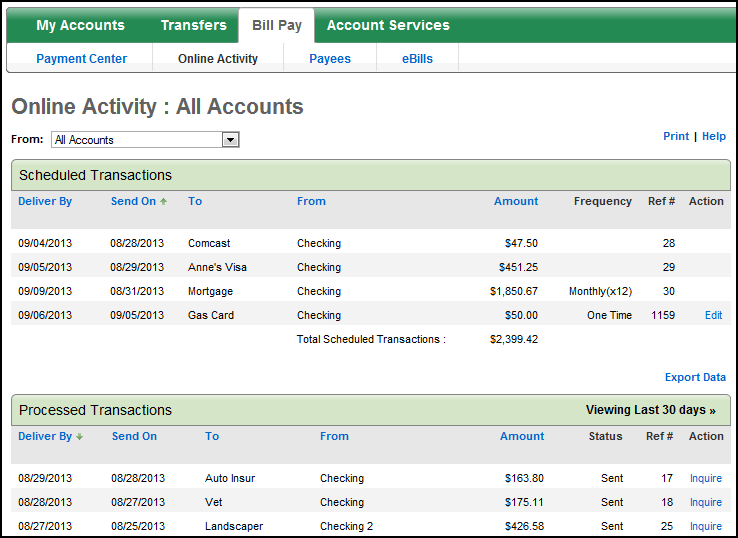 My Accounts Transfers Bill Pay Account Services
Payment Center Online Activity Payees eBills
Online Activity : All Accounts
From: All Accounts Print | Help
Scheduled Transactions
Deliver By Send On To From Amount Frequency Ref # Action
09/04/2013 08/28/2013 Comcast Checking $47.50 28
09/05/2013 08/29/2013 Anne's Visa Checking $451.25 29
09/09/2013 08/31/2013 Mortgage Checking $1,850.67 Monthly(x12) 30
09/06/2013 09/05/2013 Gas Card Checking $50.00 One Time 1159 Edit
Total Scheduled Transactions : $2,399.42
Export Data
Processed Transactions Viewing Last 30 days »
Deliver By Send On To From Amount Status Ref # Action
08/29/2013 08/28/2013 Auto Insur Checking $163.80 Sent 17 Inquire
08/28/2013 08/27/2013 Vet Checking $175.11 Sent 18 Inquire
08/27/2013 08/25/2013 Landscaper Checking 2 $426.58 Sent 25 Inquire